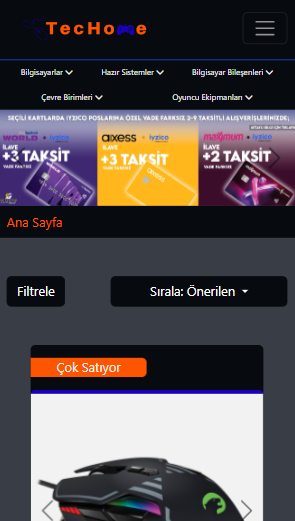 TecHome
Bilgisayarlar Hazır Sistemler Bilgisayar Bileşenleri
Çevre Birimleri Oyuncu Ekipmanları
SEÇİLİ KARTLARDA IYZICO POSLARINA ÖZEL VADE FARKSIZ 2-9 TAKSİTLİ ALIŞVERİŞLERİNİZDE;
WORLD iyzico axess iyzico maximum iyzico
İLAVE İLAVE İLAVE
+3 TAKSİT +3 TAKSİT +2 TAKSİT
VADE FARKSIZ VADE FARKSIZ VADE FARKSIZ
Ana Sayfa
Filtrele Sırala: Önerilen
Çok Satıyor